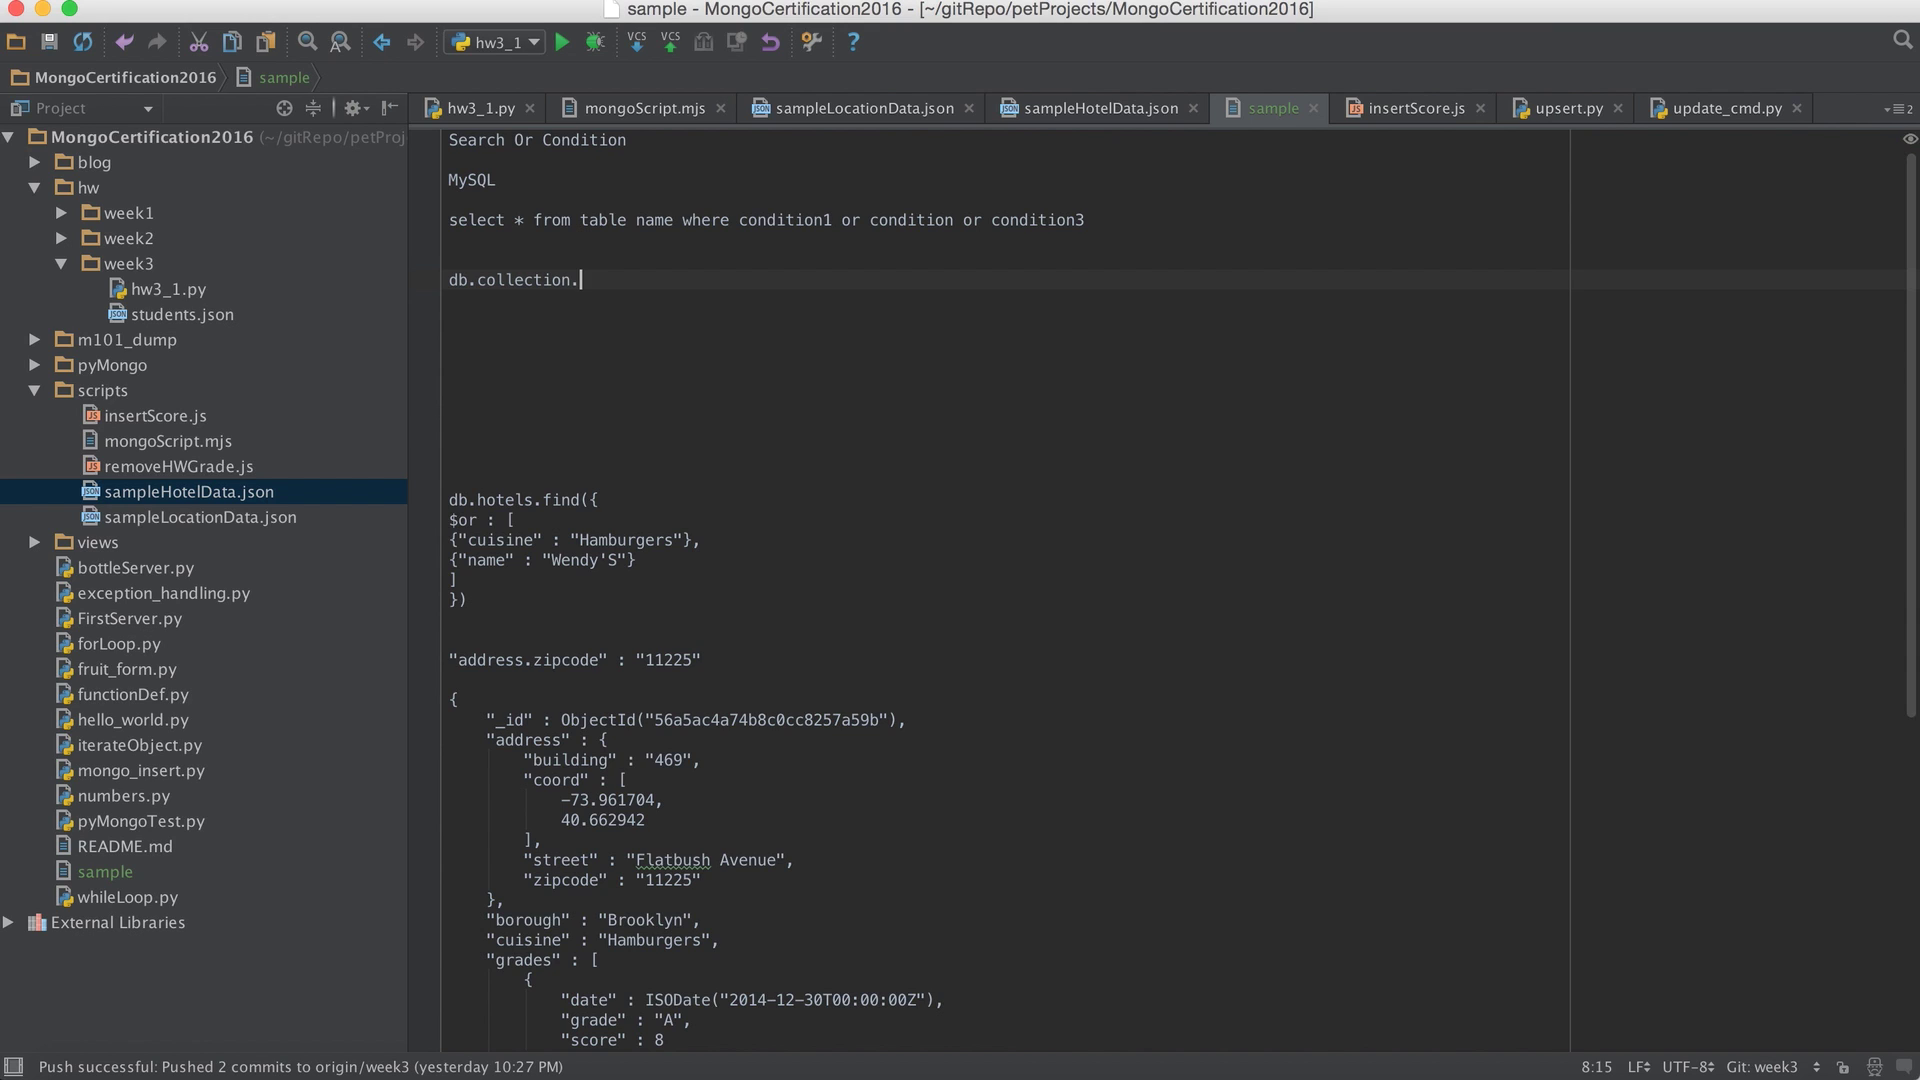 sample - MongoCertification2016 - [~/gitRepo/petProjects/MongoCertification2016]
hw3_1
VCS VCS
?
MongoCertification2016 sample
Project
hw3_1.py mongoScript.mjs sampleLocationData.json sampleHotelData.json sample insertScore.js upsert.py update_cmd.py 2
MongoCertification2016 (~/gitRepo/petProj
blog
hw
week1
week2
week3
hw3_1.py
students.json
m101_dump
pyMongo
scripts
insertScore.js
mongoScript.mjs
removeHWGrade.js
sampleHotelData.json
sampleLocationData.json
views
bottleServer.py
exception_handling.py
FirstServer.py
forLoop.py
fruit_form.py
functionDef.py
hello_world.py
iterateObject.py
mongo_insert.py
numbers.py
pyMongoTest.py
README.md
sample
whileLoop.py
External Libraries
Search Or Condition
MySQL
select * from table name where condition1 or condition or condition3
db.collection.
db.hotels.find({
$or : [
{"cuisine" : "Hamburgers"},
{"name" : "Wendy'S"}
]
})
"address.zipcode" : "11225"
{
"_id" : ObjectId("56a5ac4a74b8c0cc8257a59b"),
"address" : {
"building" : "469",
"coord" : [
-73.961704,
40.662942
],
"street" : "Flatbush Avenue",
"zipcode" : "11225"
},
"borough" : "Brooklyn",
"cuisine" : "Hamburgers",
"grades" : [
{
"date" : ISODate("2014-12-30T00:00:00Z"),
"grade" : "A",
"score" : 8
Push successful: Pushed 2 commits to origin/week3 (yesterday 10:27 PM)
8:15 LF UTF-8 Git: week3